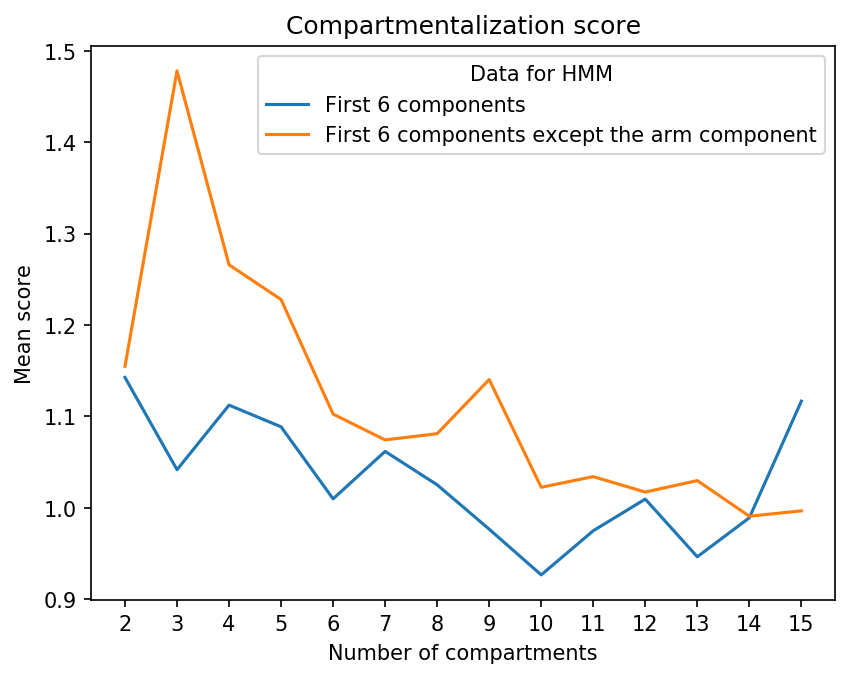 Compartmentalization score
Data for HMM
First 6 components
First 6 components except the arm component
Mean score
1.5
1.4
1.3
1.2
1.1
1.0
0.9
2 3 4 5 6 7 8 9 10 11 12 13 14 15
Number of compartments